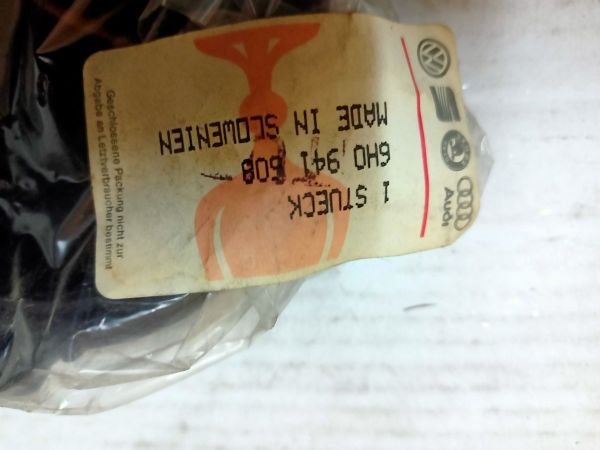 Audi
1 STUECK
6H0 941 608
MADE IN SLOWENIEN
Geschlossene Packung nicht zur
Abgabe an Letztverbraucher bestimmt